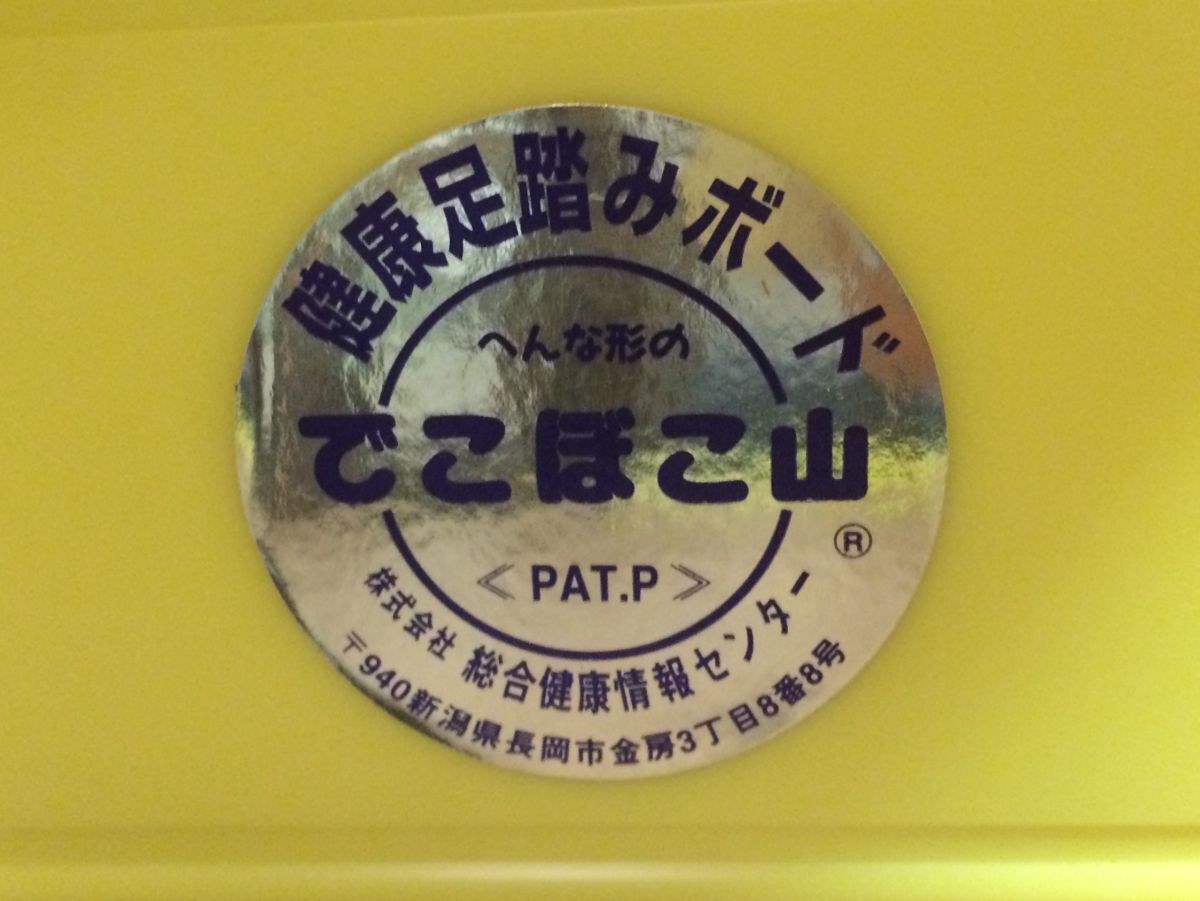 健康足踏みボード
へんな形の
でこぼこ山
®
〈PAT.P〉
株式会社 総合健康情報センター
〒940新潟県長岡市金房3丁目8番8号